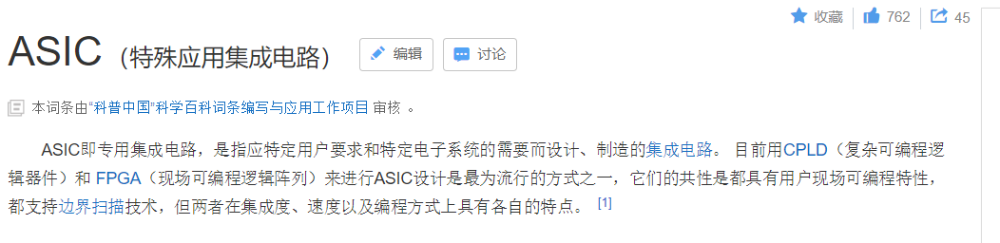 收藏 762 45
ASIC（特殊应用集成电路） 编辑 讨论
本词条由“科普中国”科学百科词条编写与应用工作项目 审核 。
ASIC即专用集成电路，是指应特定用户要求和特定电子系统的需要而设计、制造的集成电路。 目前用CPLD（复杂可编程逻
辑器件）和 FPGA（现场可编程逻辑阵列）来进行ASIC设计是最为流行的方式之一，它们的共性是都具有用户现场可编程特性，
都支持边界扫描技术，但两者在集成度、速度以及编程方式上具有各自的特点。 [1]